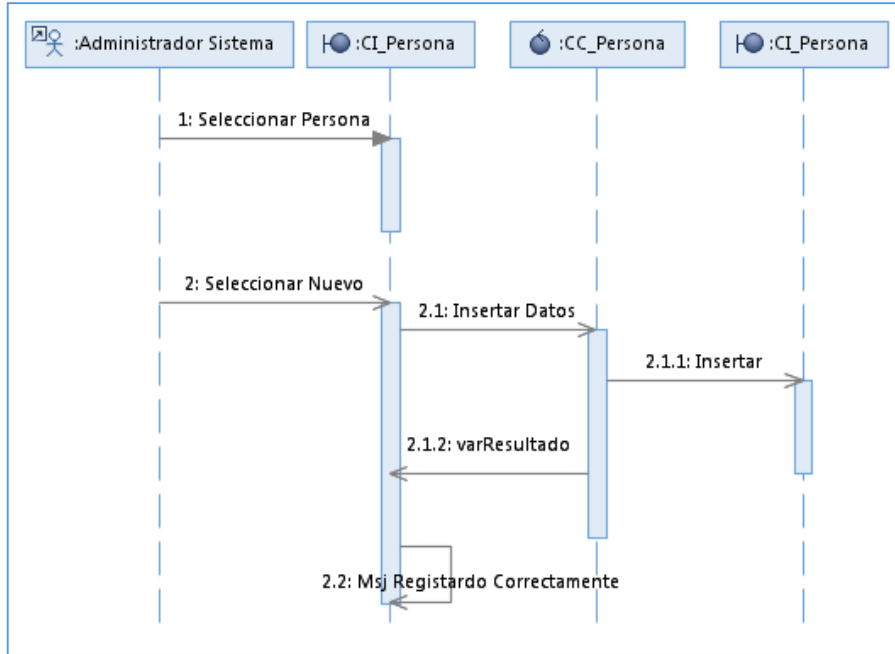 :Administrador Sistema
:CI_Persona
:CC_Persona
:CI_Persona
1: Seleccionar Persona
2: Seleccionar Nuevo
2.1: Insertar Datos
2.1.1: Insertar
2.1.2: varResultado
2.2: Msj Registardo Correctamente